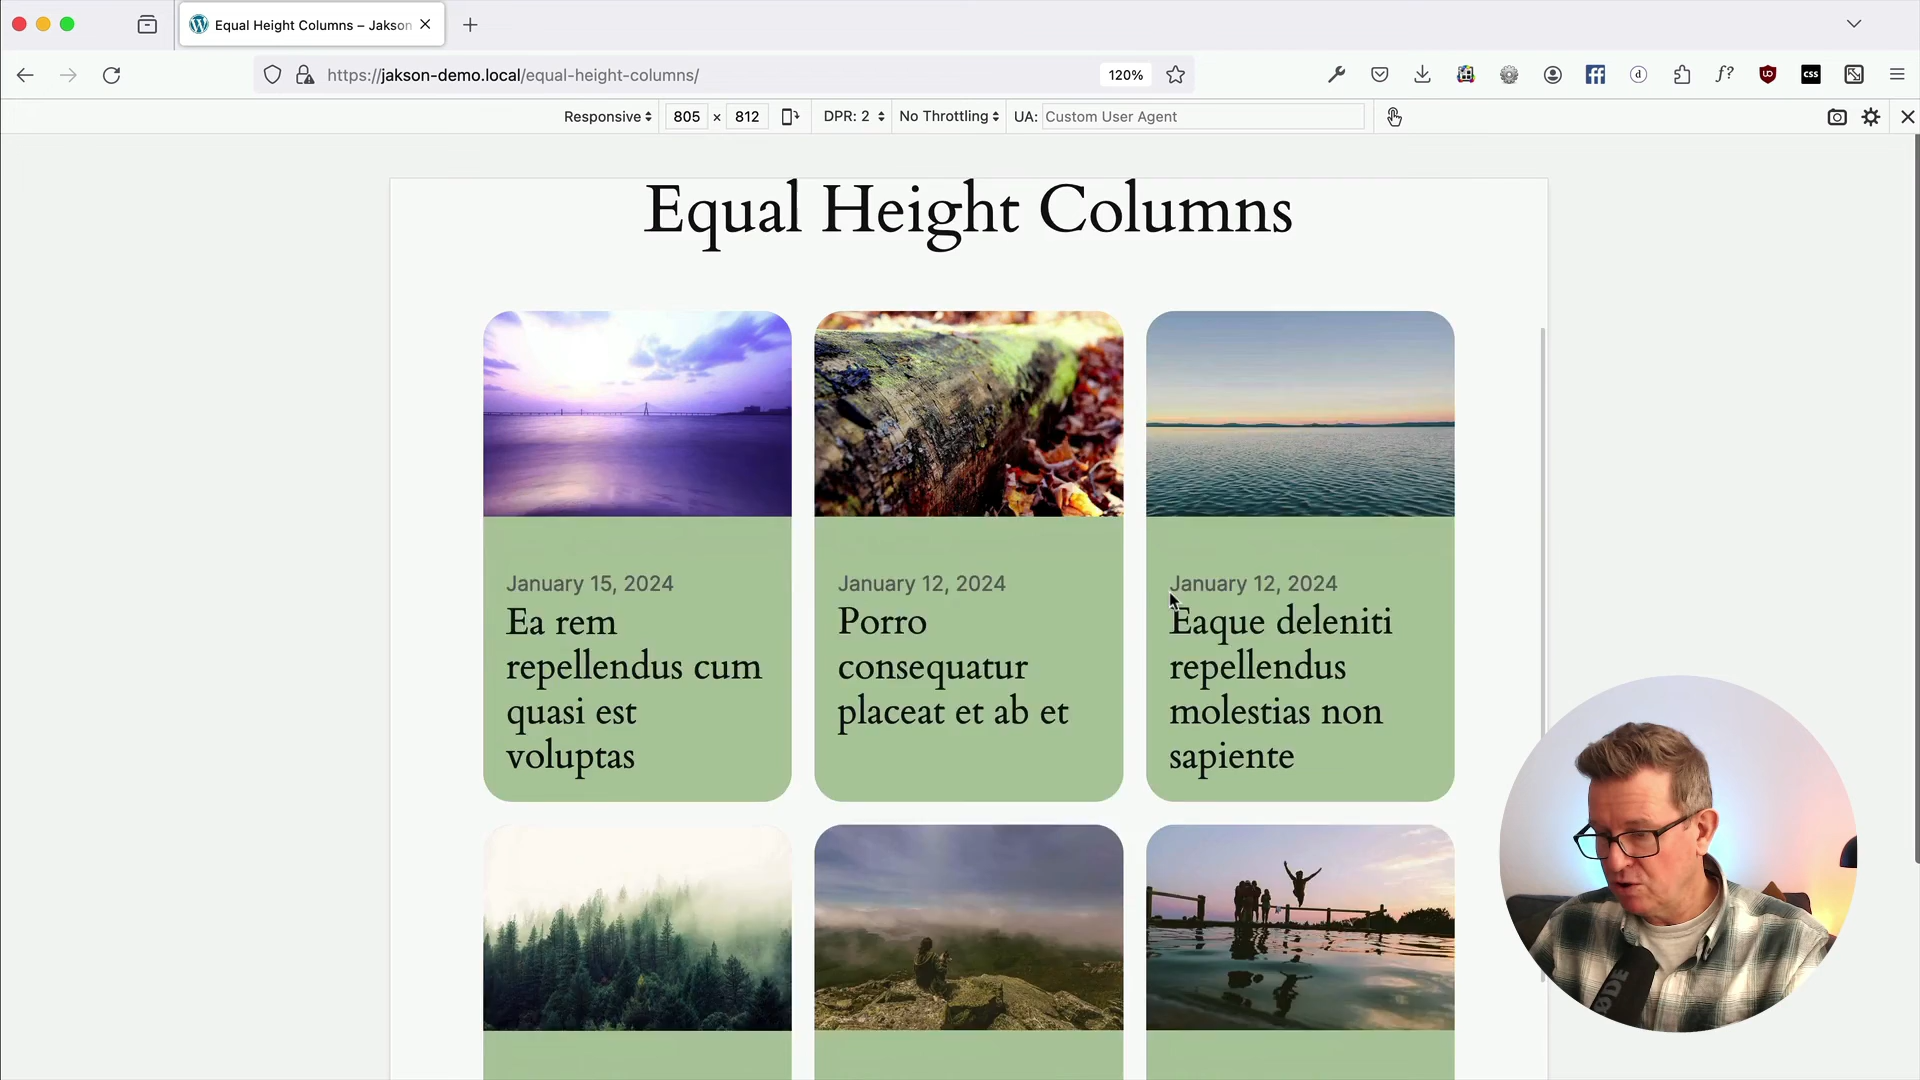 Equal Height Columns – Jakson
https://jakson-demo.local/equal-height-columns/
120%
f?
css
Responsive
805 × 812
DPR: 2
No Throttling
UA: Custom User Agent
Equal Height Columns
January 15, 2024
Ea rem
repellendus cum
quasi est
voluptas
January 12, 2024
Porro
consequatur
placeat et ab et
January 12, 2024
Eaque deleniti
repellendus
molestias non
sapiente
RØDE